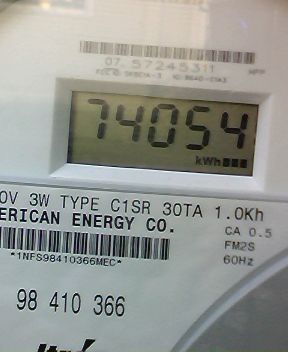 07. 57245311
74054
kWh
0V 3W TYPE C1SR 30TA 1.0Kh
ERICAN ENERGY CO.
CA 0.5
FM2S
60Hz
*1NFS98410366MEC*
98 410 366